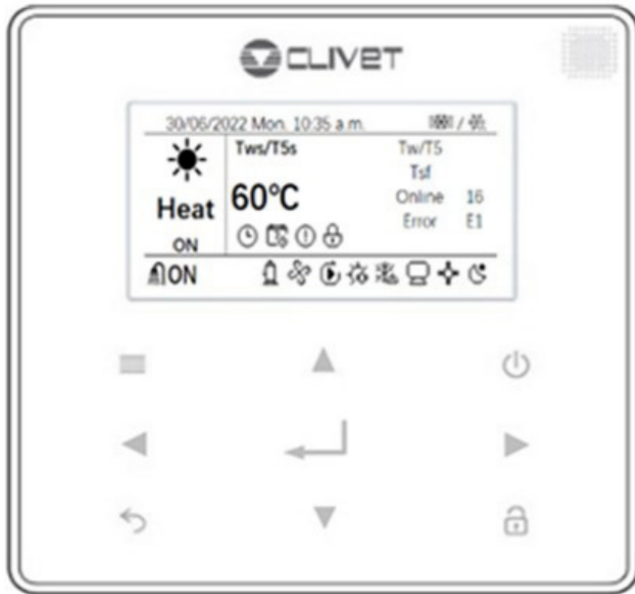 CLIVET
30/06/2022 Mon. 10:35 a.m. /
Tws/T5s Tw/T5
Tsf
Heat 60°C Online 16
Error E1
ON
ON